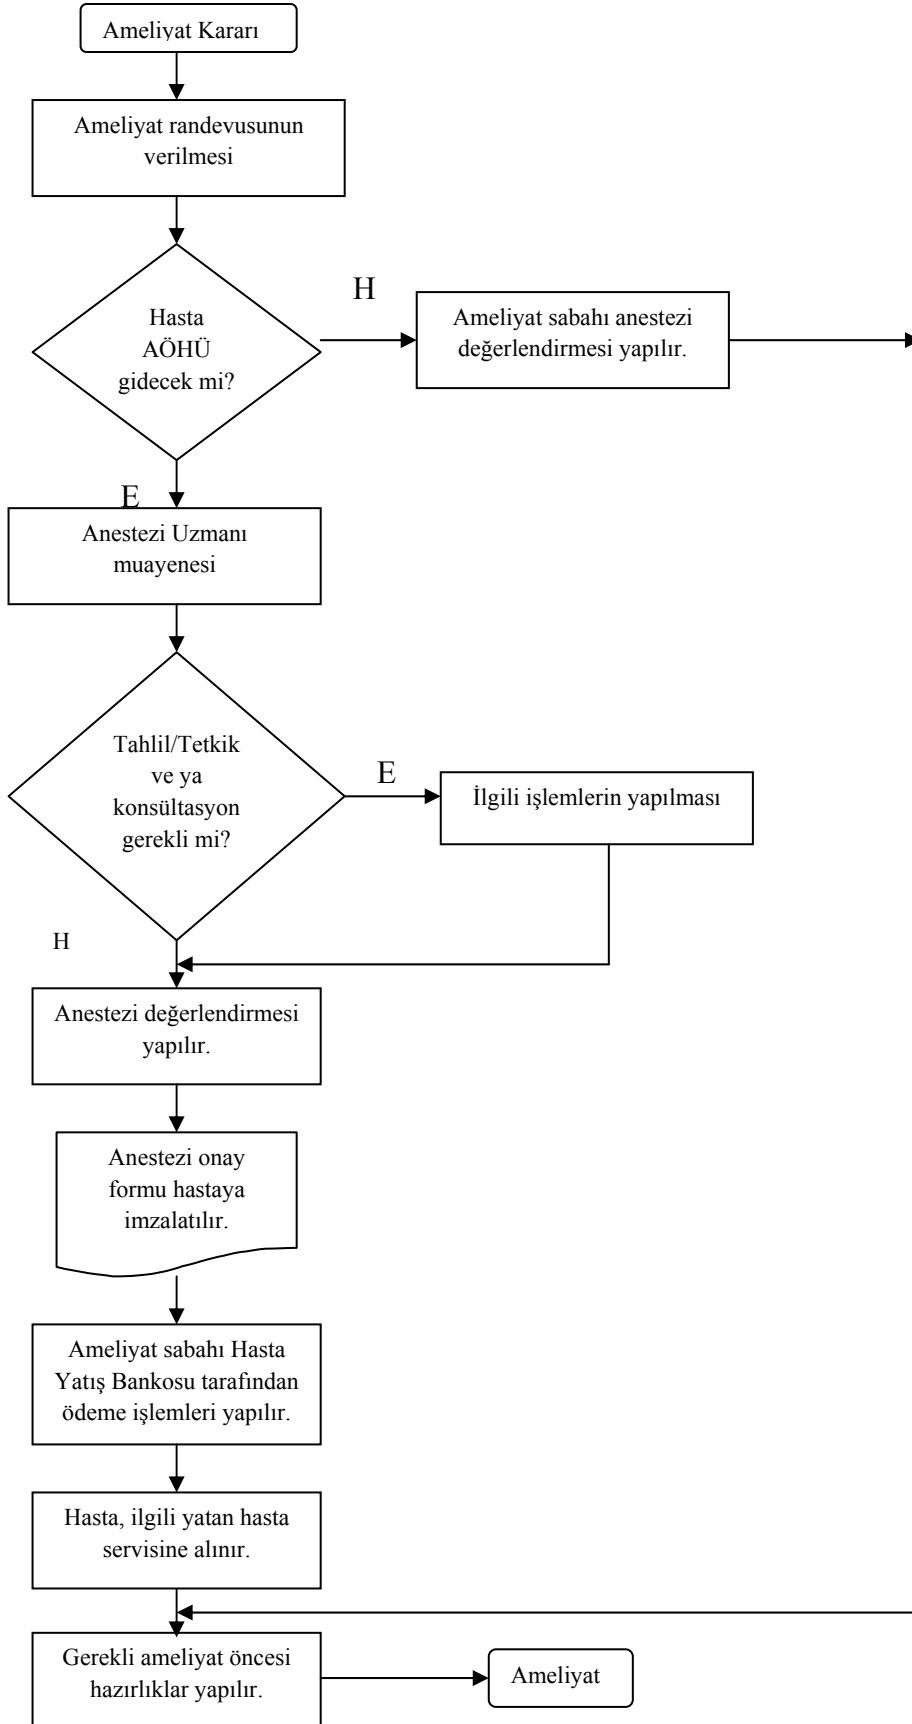 Ameliyat Kararı
Ameliyat randevusunun
verilmesi
Hasta
AÖHÜ
gidecek mi?
H
Ameliyat sabahı anestezi
değerlendirmesi yapılır.
E
Anestezi Uzmanı
muayenesi
Tahlil/Tetkik
ve ya
konsültasyon
gerekli mi?
E
İlgili işlemlerin yapılması
H
Anestezi değerlendirmesi
yapılır.
Anestezi onay
formu hastaya
imzalatılır.
Ameliyat sabahı Hasta
Yatış Bankosu tarafından
ödeme işlemleri yapılır.
Hasta, ilgili yatan hasta
servisine alınır.
Gerekli ameliyat öncesi
hazırlıklar yapılır.
Ameliyat